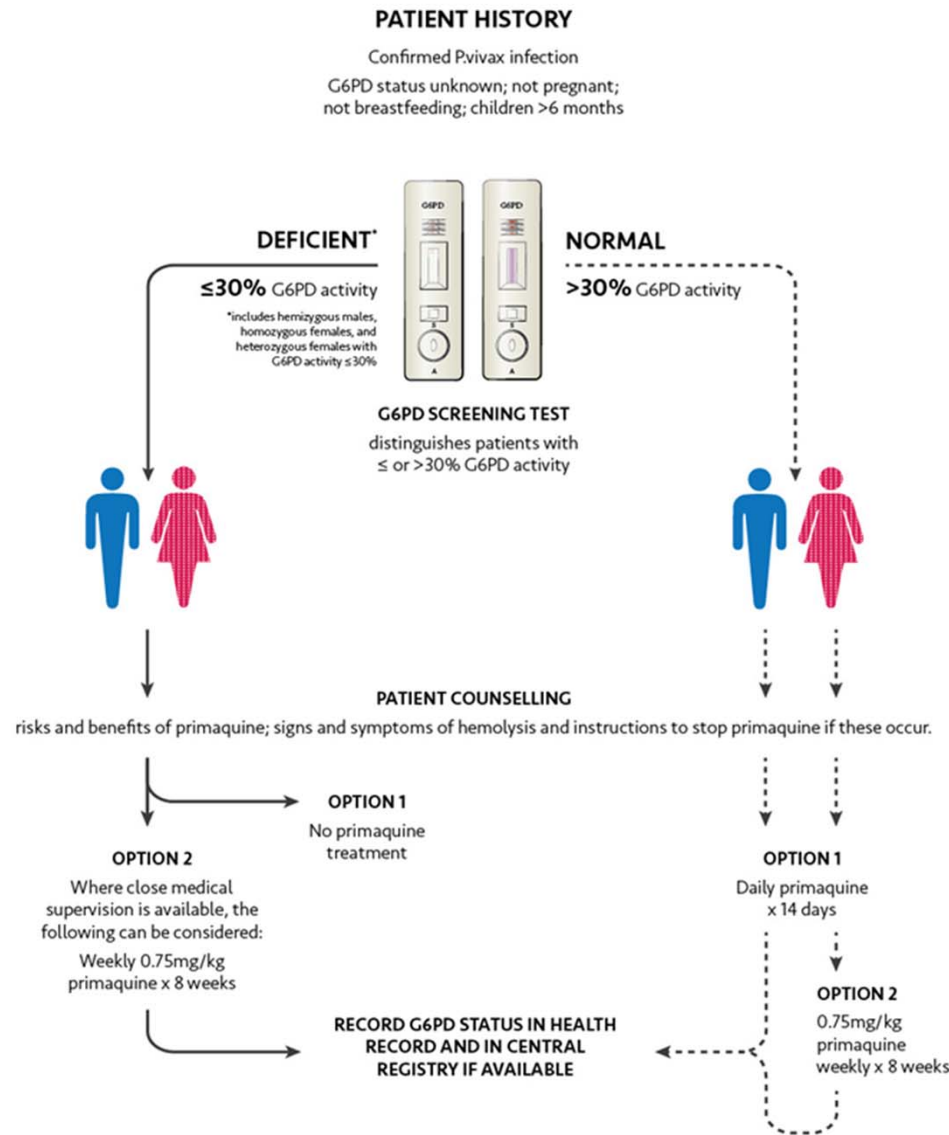 PATIENT HISTORY
Confirmed P.vivax infection
G6PD status unknown; not pregnant;
not breastfeeding; children >6 months
G6PD
G6PD
DEFICIENT*
≤30% G6PD activity
*includes hemizygous males,
homozygous females, and
heterozygous females with
G6PD activity ≤30%
NORMAL
>30% G6PD activity
S
A
S
A
G6PD SCREENING TEST
distinguishes patients with
≤ or >30% G6PD activity
PATIENT COUNSELLING
risks and benefits of primaquine; signs and symptoms of hemolysis and instructions to stop primaquine if these occur.
OPTION 1
No primaquine
treatment
OPTION 2
Where close medical
supervision is available, the
following can be considered:
Weekly 0.75mg/kg
primaquine x 8 weeks
OPTION 1
Daily primaquine
x 14 days
OPTION 2
0.75mg/kg
primaquine
weekly x 8 weeks
RECORD G6PD STATUS IN HEALTH
RECORD AND IN CENTRAL
REGISTRY IF AVAILABLE